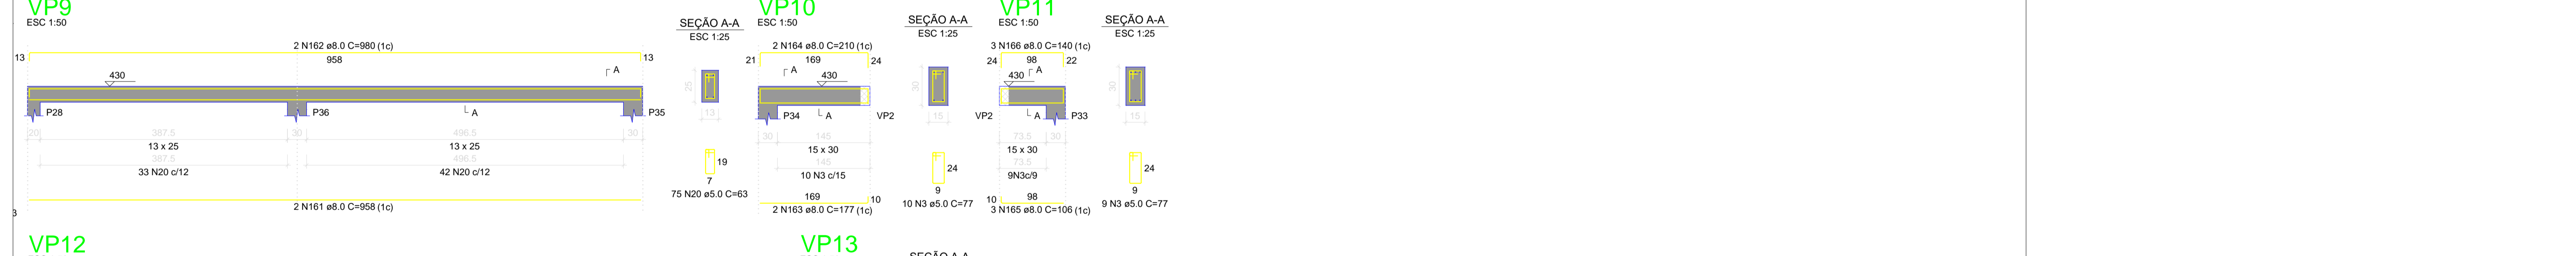 VP9
ESC 1:50
2 N162 ø8.0 C=980 (1c)
13
958
13
430
A
A
P28
P36
P35
20
387.5
30
496.5
30
13 x 25
13 x 25
387.5
496.5
33 N20 c/12
42 N20 c/12
2 N161 ø8.0 C=958 (1c)
3
SEÇÃO A-A
ESC 1:25
25
13
19
7
75 N20 ø5.0 C=63
VP10
ESC 1:50
2 N164 ø8.0 C=210 (1c)
21
169
24
A
430
P34
A
VP2
30
145
15 x 30
145
10 N3 c/15
169
10
2 N163 ø8.0 C=177 (1c)
SEÇÃO A-A
ESC 1:25
30
15
24
9
10 N3 ø5.0 C=77
VP11
ESC 1:50
3 N166 ø8.0 C=140 (1c)
24
98
22
430
A
VP2
A
P33
73.5
30
15 x 30
73.5
9N3c/9
10
98
3 N165 ø8.0 C=106 (1c)
SEÇÃO A-A
ESC 1:25
30
15
24
9
9 N3 ø5.0 C=77
VP12
VP13
SEÇÃO A-A